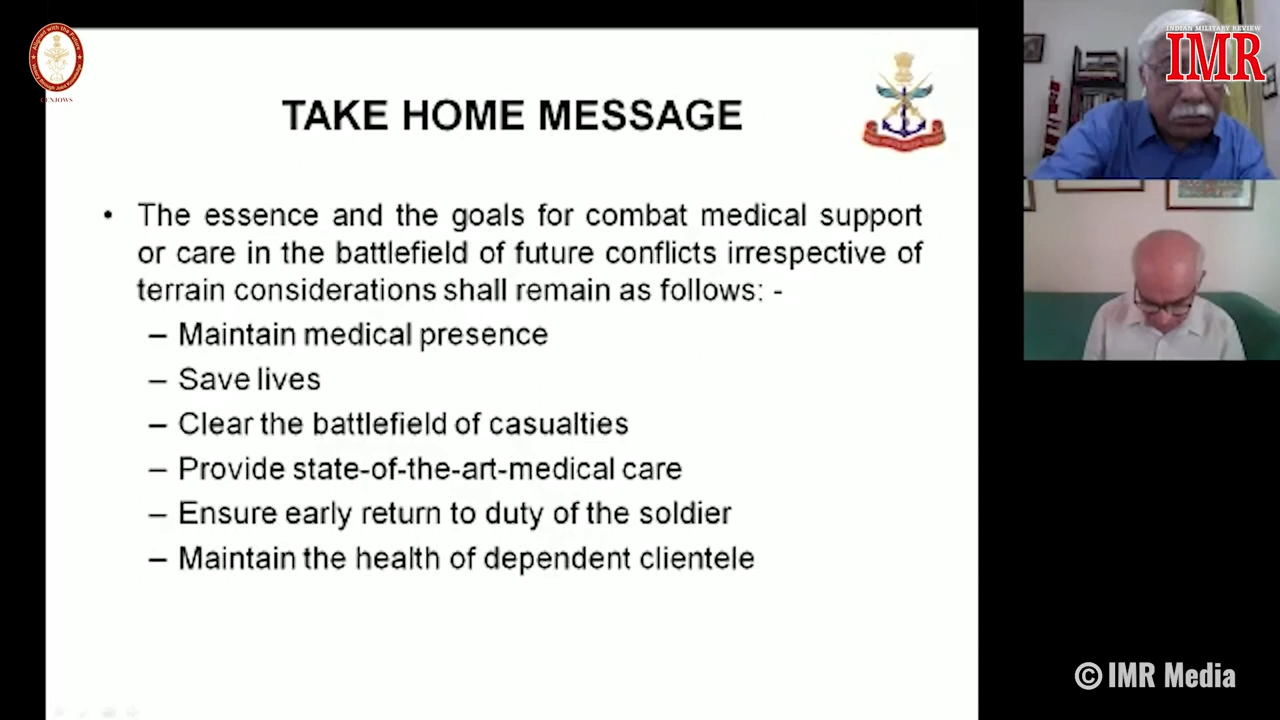 CENJOWS
TAKE HOME MESSAGE
• The essence and the goals for combat medical support
or care in the battlefield of future conflicts irrespective of
terrain considerations shall remain as follows: -
– Maintain medical presence
– Save lives
– Clear the battlefield of casualties
– Provide state-of-the-art-medical care
– Ensure early return to duty of the soldier
– Maintain the health of dependent clientele
INDIAN MILITARY REVIEW
IMR
© IMR Media